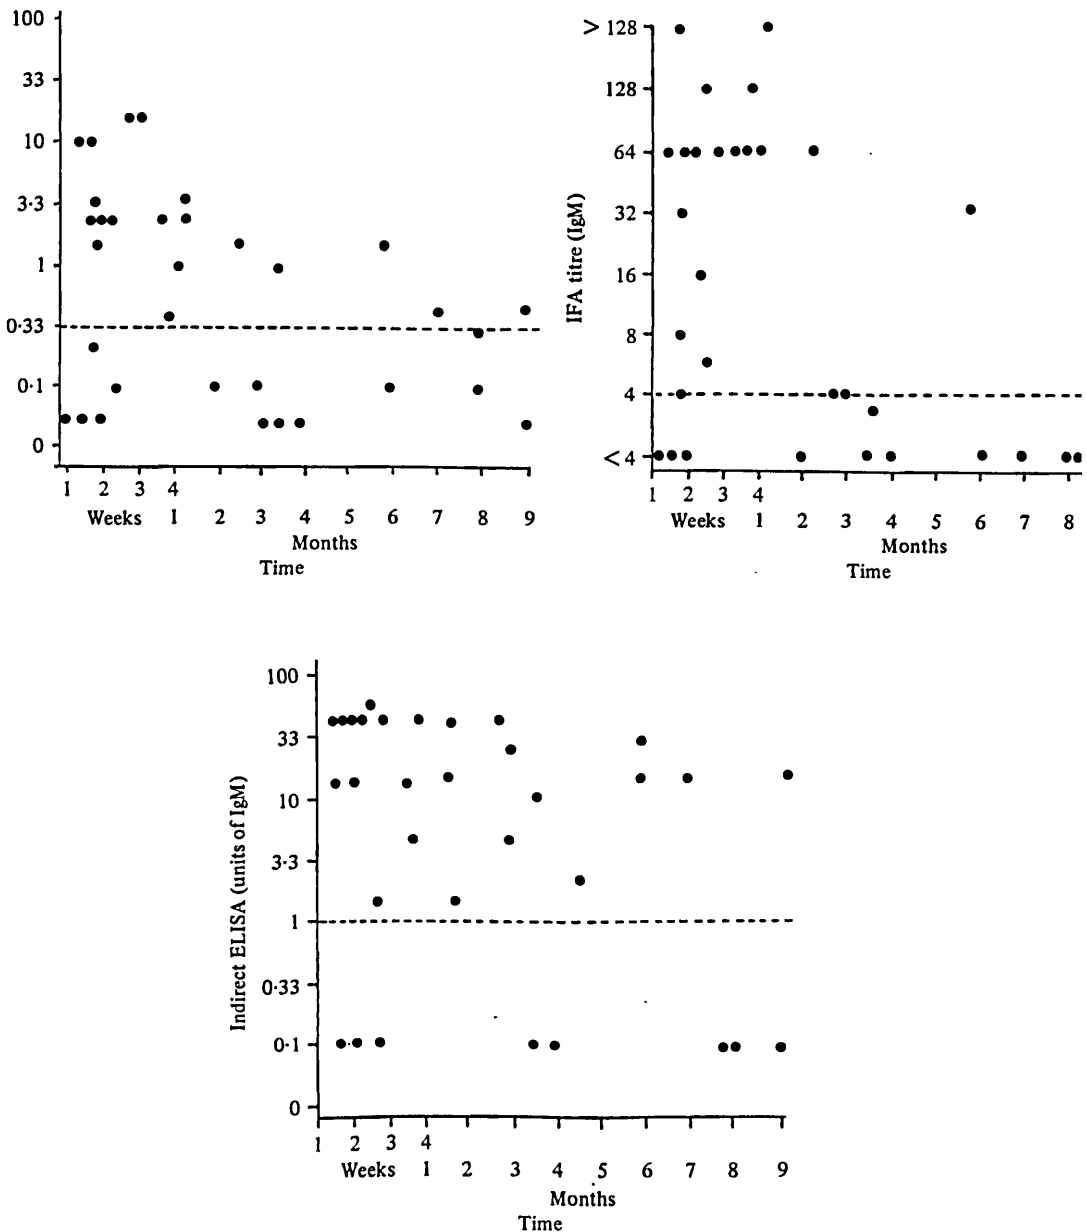 100
33
10
3·3
1
0·33
0·1
0
1 2 3 4
Weeks 1 2 3 4 5 6 7 8 9
Months
Time
IFA titre (IgM)
> 128
128
64
32
16
8
4
< 4
1 2 3 4
Weeks 1 2 3 4 5 6 7 8
Months
Time
Indirect ELISA (units of IgM)
100
33
10
3·3
1
0·33
0·1
0
1 2 3 4
Weeks 1 2 3 4 5 6 7 8 9
Months
Time